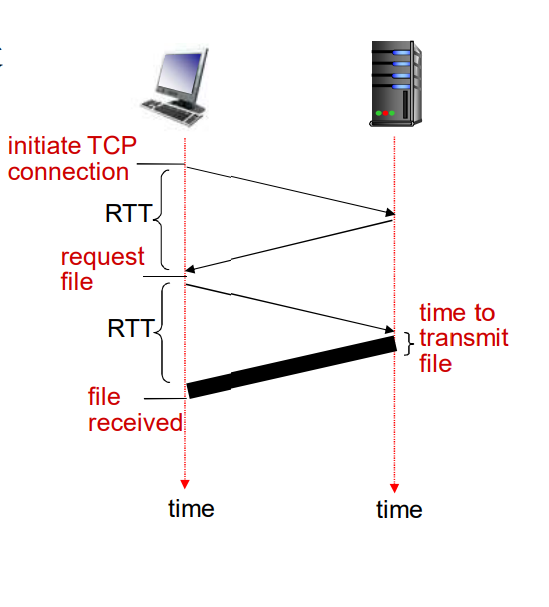 initiate TCP
connection
RTT
request
file
RTT
time to
transmit
file
file
received
time
time